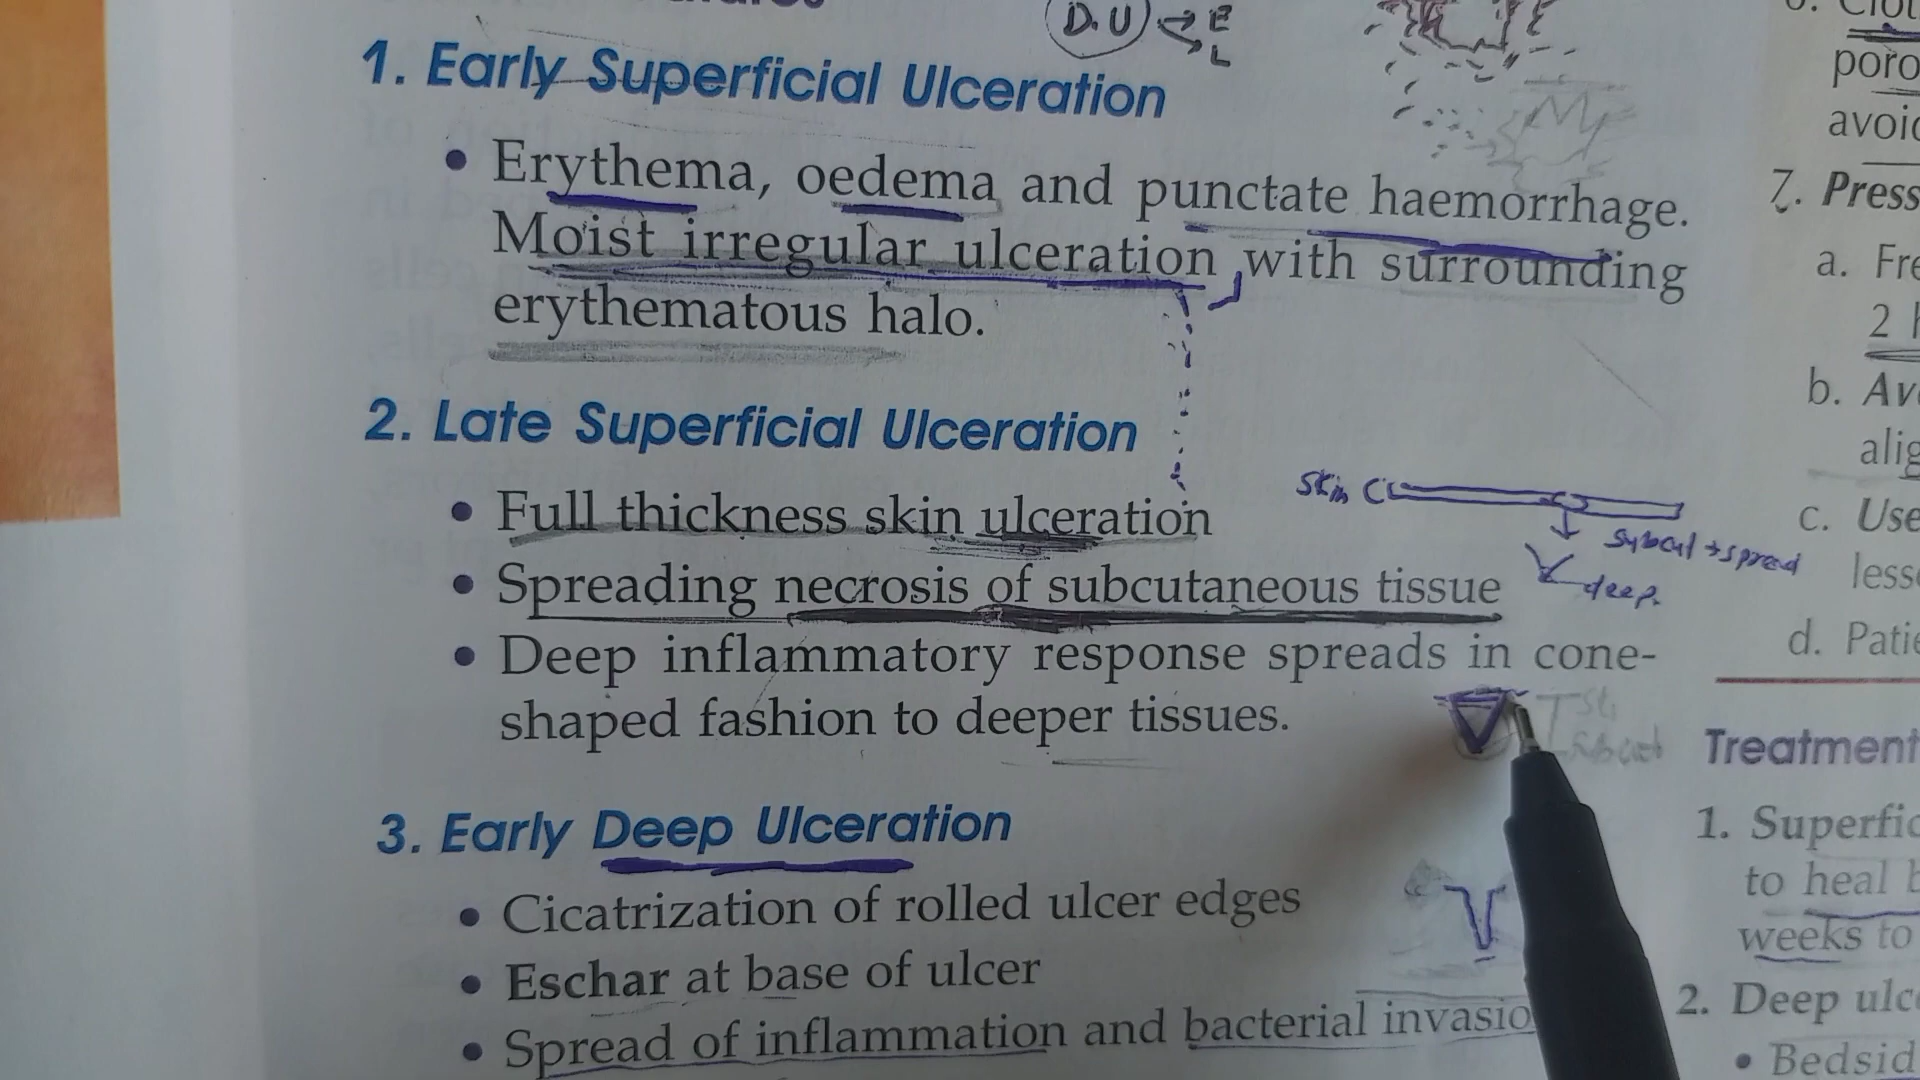 D.U E
L
1. Early Superficial Ulceration
• Erythema, oedema and punctate haemorrhage.
Moist irregular ulceration with surrounding
erythematous halo.
2. Late Superficial Ulceration
• Full thickness skin ulceration
• Spreading necrosis of subcutaneous tissue
• Deep inflammatory response spreads in cone-
shaped fashion to deeper tissues.
3. Early Deep Ulceration
• Cicatrization of rolled ulcer edges
• Eschar at base of ulcer
• Spread of inflammation and bacterial invasio
Skin
spread
deep.
poro
avoid
7. Press
a. Fre
2 h
b. Av
alig
c. Use
less
d. Patie
Treatment
1. Superfic
to heal b
weeks to
2. Deep ulc
• Bedsid